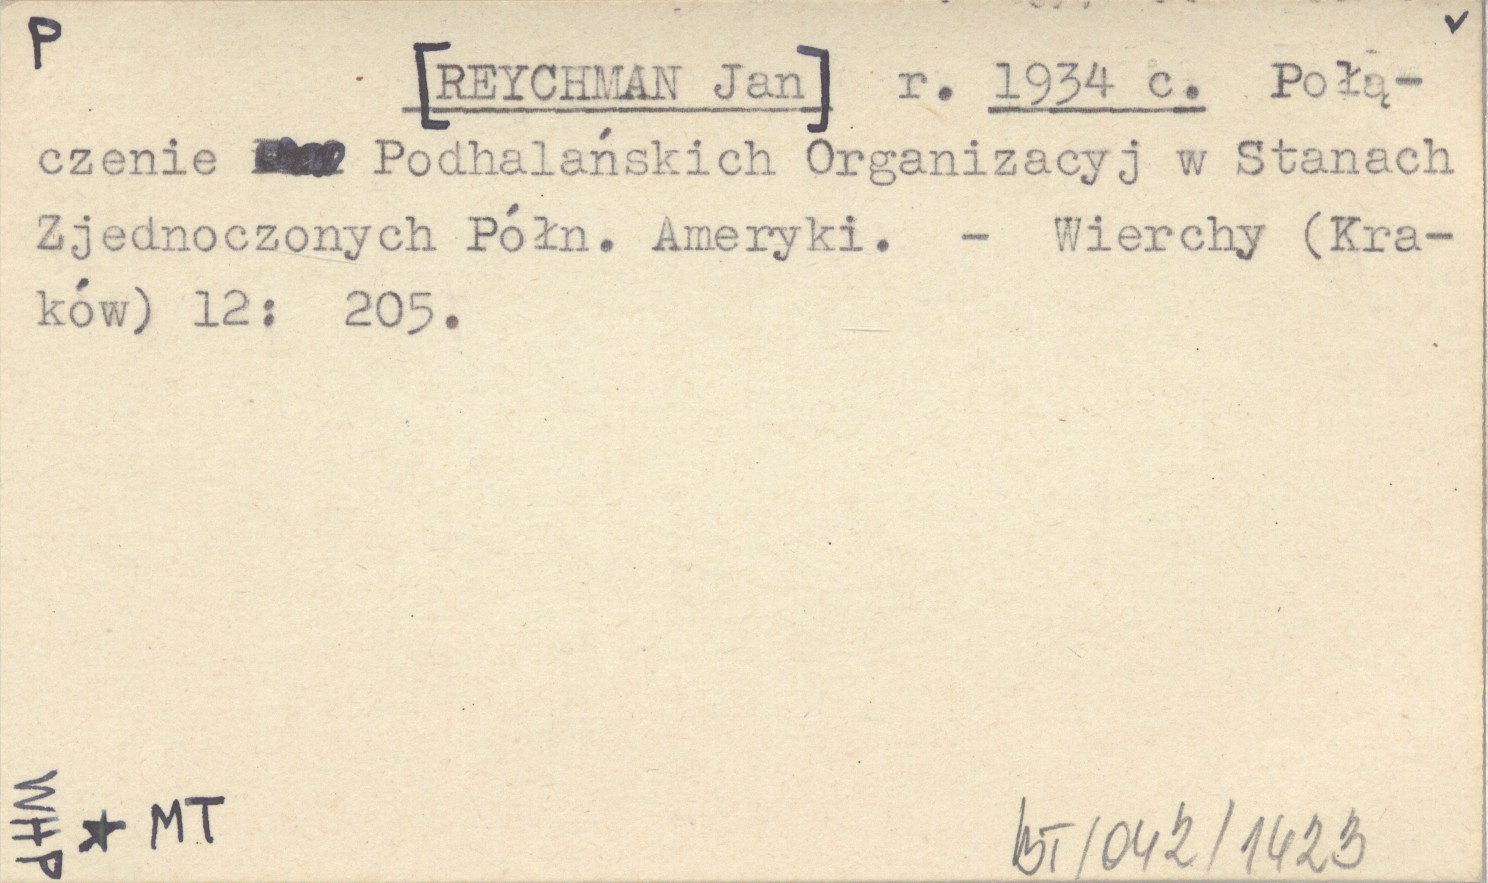 P
v
[REYCHMAN Jan] r. 1934 c. Połą-
czenie Podhalańskich Organizacyj w Stanach
Zjednoczonych Półn. Ameryki. - Wierchy (Kra-
ków) 12: 205.
WHP
★ MT
BT/042/1423